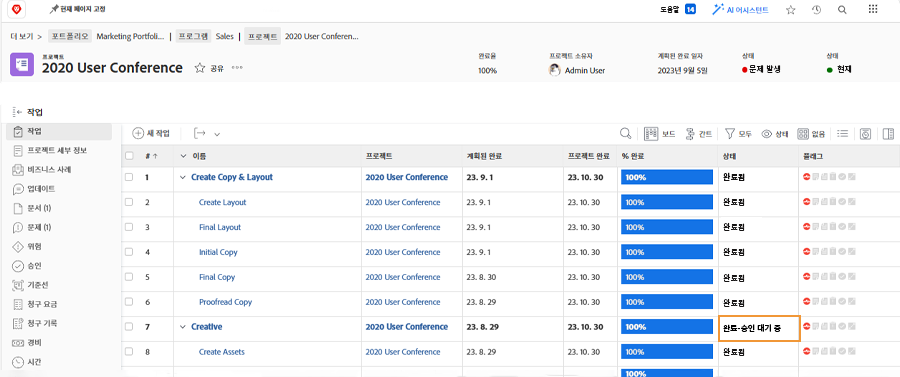 현재 페이지 고정 도움말 14 AI 어시스턴트
더 보기 > 포트폴리오 Marketing Portfolio... | 프로그램 Sales | 프로젝트 2020 User Conferen...
프로젝트
2020 User Conference 공유
완료율 프로젝트 소유자 계획된 완료 일자 상태 상태
100% Admin User 2023년 9월 5일 문제 발생 현재
작업
작업
프로젝트 세부 정보
비즈니스 사례
업데이트
문서 (1)
문제 (1)
위험
승인
기준선
청구 요금
청구 기록
경비
시간
새 작업 보드 간트 모두 상태 없음
# ↑ 이름 프로젝트 계획된 완료 프로젝트 완료 % 완료 상태 플래그
1 Create Copy & Layout 2020 User Conference 23. 9. 1 23. 10. 30 100% 완료됨
2 Create Layout 2020 User Conference 23. 9. 1 23. 10. 30 100% 완료됨
3 Final Layout 2020 User Conference 23. 9. 1 23. 10. 30 100% 완료됨
4 Initial Copy 2020 User Conference 23. 9. 1 23. 10. 30 100% 완료됨
5 Final Copy 2020 User Conference 23. 8. 30 23. 10. 30 100% 완료됨
6 Proofread Copy 2020 User Conference 23. 8. 29 23. 10. 30 100% 완료됨
7 Creative 2020 User Conference 23. 8. 29 23. 10. 30 100% 완료-승인 대기 중
8 Create Assets 2020 User Conference 23. 8. 29 23. 10. 30 100% 완료됨